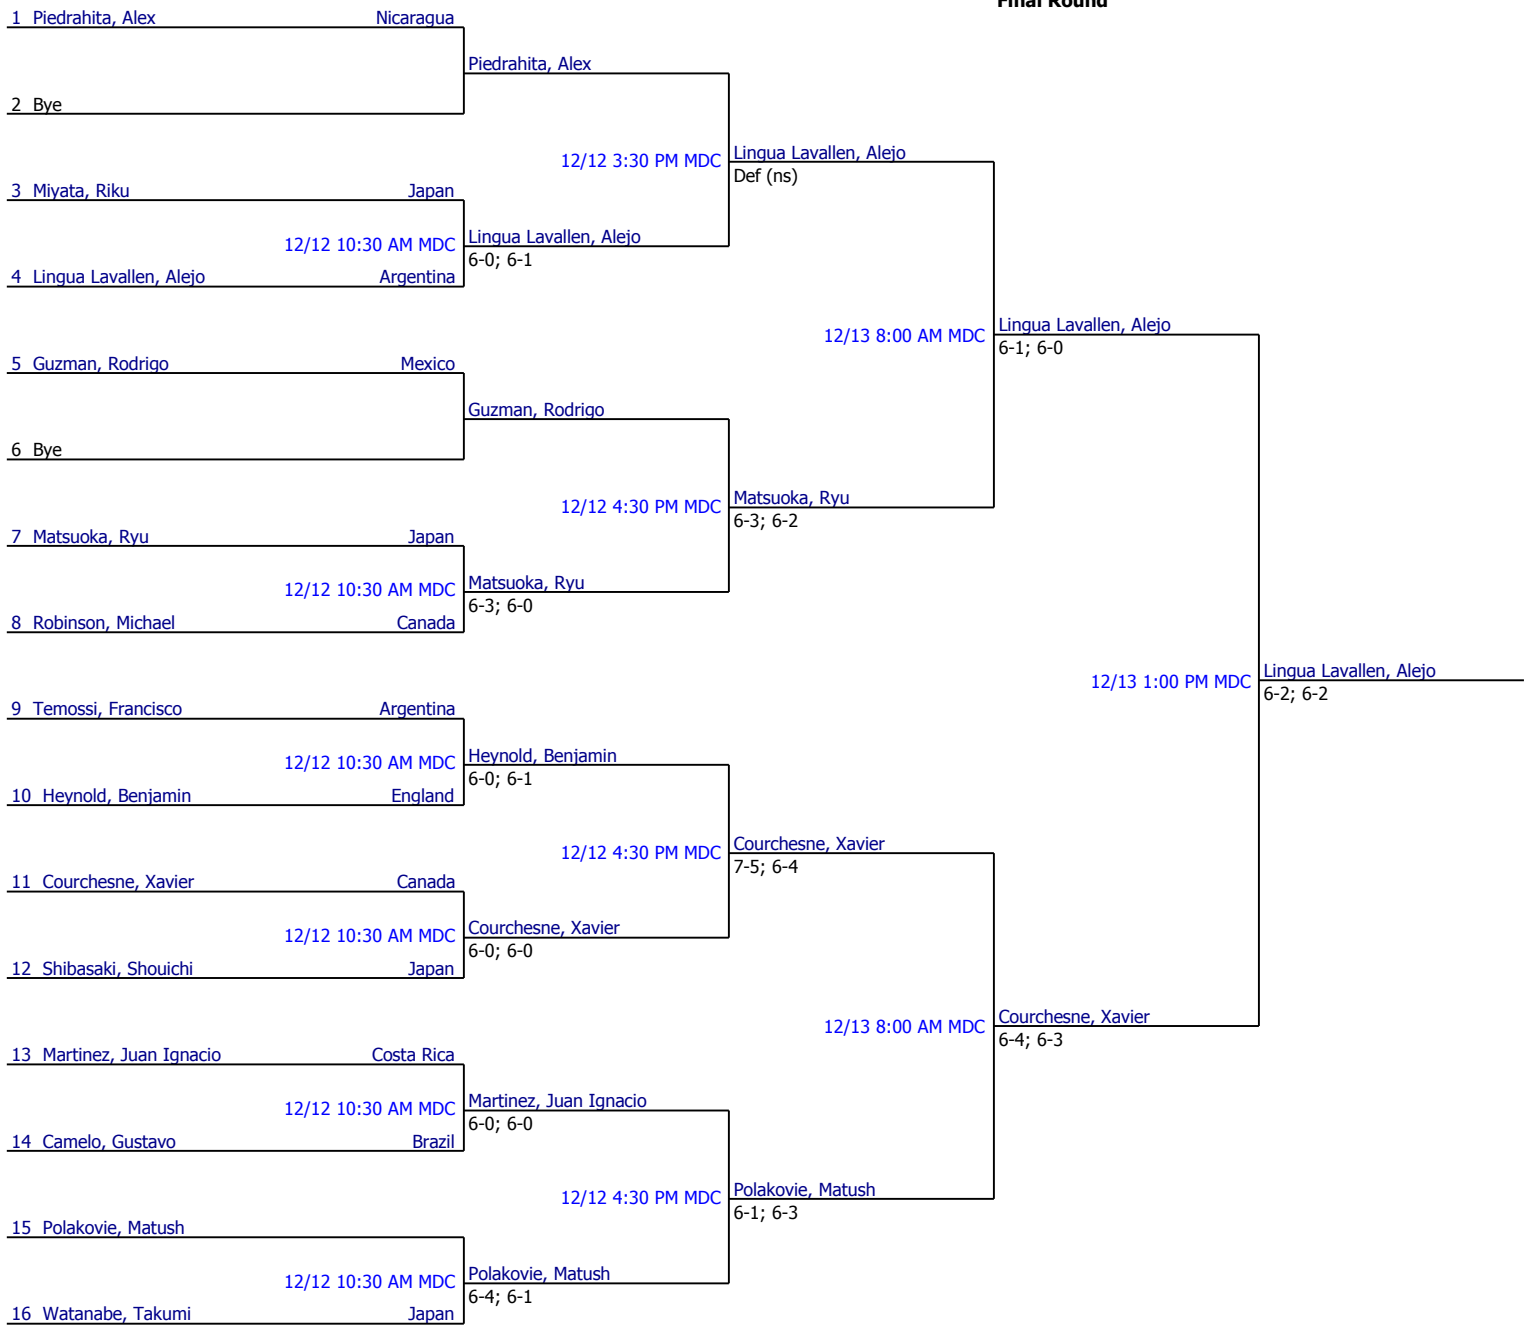 Final Round
1 Piedrahita, Alex Nicaragua
Piedrahita, Alex
2 Bye
12/12 3:30 PM MDC Lingua Lavallen, Alejo
Def (ns)
3 Miyata, Riku Japan
12/12 10:30 AM MDC Lingua Lavallen, Alejo
6-0; 6-1
4 Lingua Lavallen, Alejo Argentina
12/13 8:00 AM MDC Lingua Lavallen, Alejo
6-1; 6-0
5 Guzman, Rodrigo Mexico
Guzman, Rodrigo
6 Bye
12/12 4:30 PM MDC Matsuoka, Ryu
6-3; 6-2
7 Matsuoka, Ryu Japan
12/12 10:30 AM MDC Matsuoka, Ryu
6-3; 6-0
8 Robinson, Michael Canada
12/13 1:00 PM MDC Lingua Lavallen, Alejo
6-2; 6-2
9 Temossi, Francisco Argentina
12/12 10:30 AM MDC Heynold, Benjamin
6-0; 6-1
10 Heynold, Benjamin England
12/12 4:30 PM MDC Courchesne, Xavier
7-5; 6-4
11 Courchesne, Xavier Canada
12/12 10:30 AM MDC Courchesne, Xavier
6-0; 6-0
12 Shibasaki, Shouichi Japan
12/13 8:00 AM MDC Courchesne, Xavier
6-4; 6-3
13 Martinez, Juan Ignacio Costa Rica
12/12 10:30 AM MDC Martinez, Juan Ignacio
6-0; 6-0
14 Camelo, Gustavo Brazil
12/12 4:30 PM MDC Polakovie, Matush
6-1; 6-3
15 Polakovie, Matush
12/12 10:30 AM MDC Polakovie, Matush
6-4; 6-1
16 Watanabe, Takumi Japan